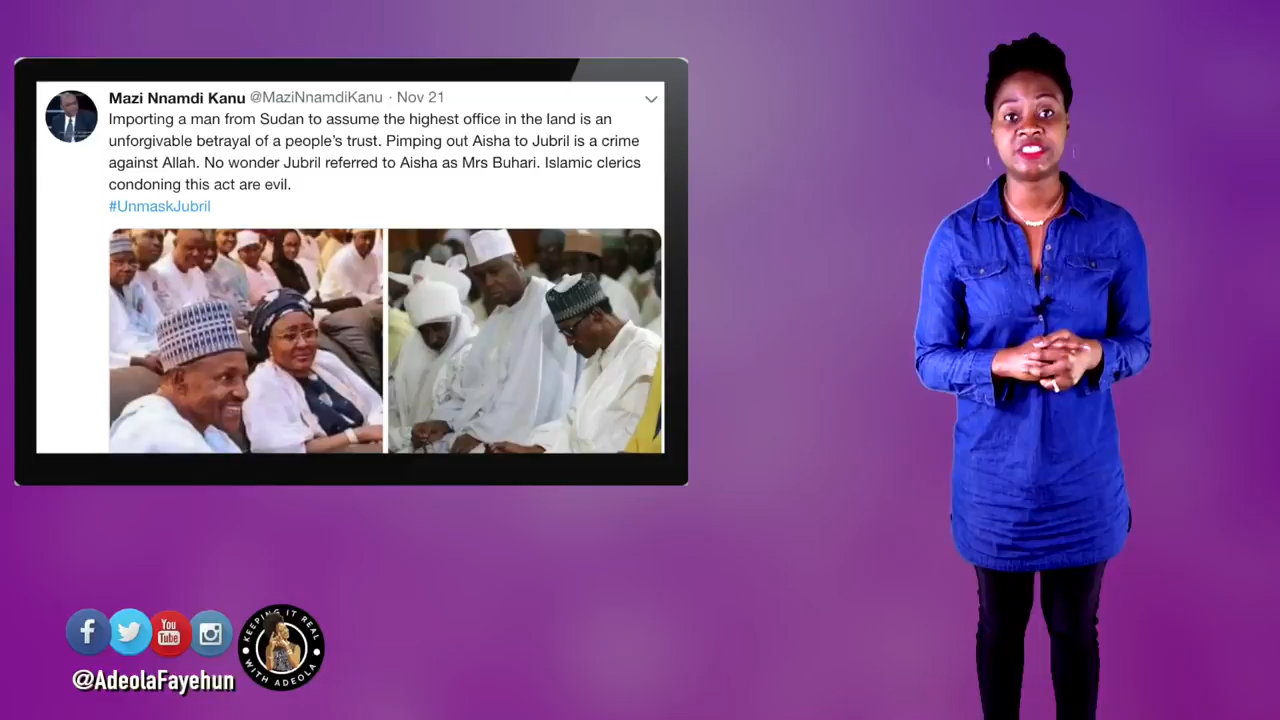 Mazi Nnamdi Kanu @MaziNnamdiKanu · Nov 21
Importing a man from Sudan to assume the highest office in the land is an
unforgivable betrayal of a people's trust. Pimping out Aisha to Jubril is a crime
against Allah. No wonder Jubril referred to Aisha as Mrs Buhari. Islamic clerics
condoning this act are evil.
#UnmaskJubril
f
You
Tube
@AdeolaFayehun
KEEPING IT REAL
WITH ADEOLA